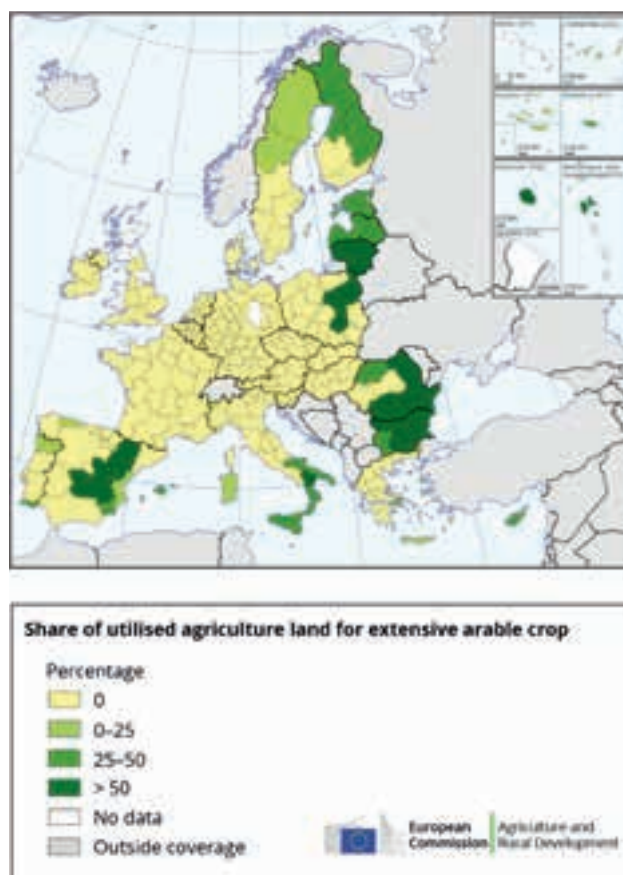 Share of utilised agriculture land for extensive arable crop
Percentage
0
0–25
25–50
> 50
No data
Outside coverage
European
Commission
Agriculture and
Rural Development